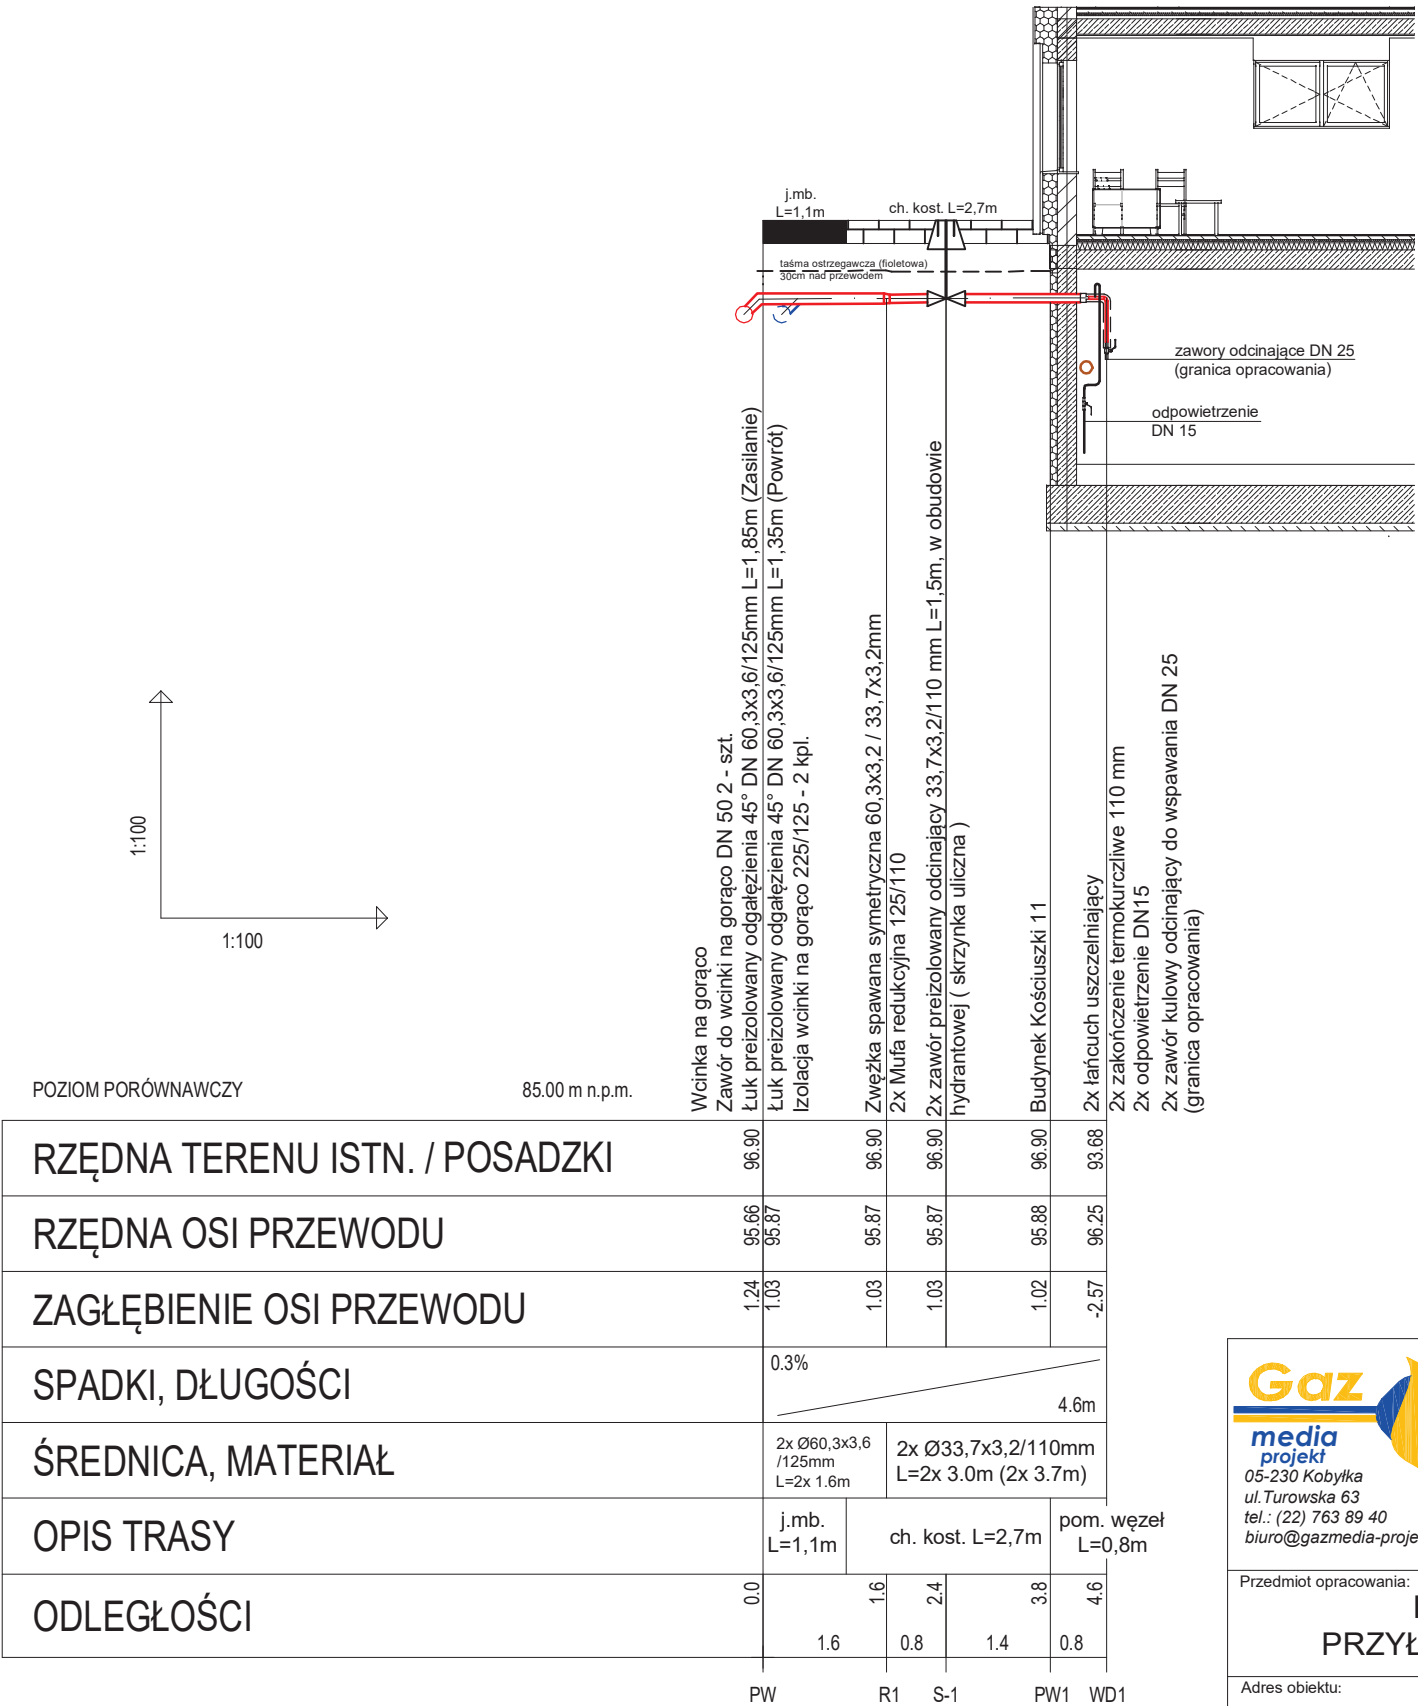 j.mb.
L=1,1m
ch. kost. L=2,7m
taśma ostrzegawcza (fioletowa)
30cm nad przewodem
zawory odcinające DN 25
(granica opracowania)
odpowietrzenie
DN 15
1:100
1:100
Wcinka na gorąco
Zawór do wcinki na gorąco DN 50 2 - szt.
Łuk preizolowany odgałęzienia 45° DN 60,3x3,6/125mm L=1,85m (Zasilanie)
Łuk preizolowany odgałęzienia 45° DN 60,3x3,6/125mm L=1,35m (Powrót)
Izolacja wcinki na gorąco 225/125 - 2 kpl.
Zwężka spawana symetryczna 60,3x3,2 / 33,7x3,2mm
2x Mufa redukcyjna 125/110
2x zawór preizolowany odcinający 33,7x3,2/110 mm L=1,5m, w obudowie
hydrantowej ( skrzynka uliczna )
Budynek Kościuszki 11
2x łańcuch uszczelniający
2x zakończenie termokurczliwe 110 mm
2x odpowietrzenie DN15
2x zawór kulowy odcinający do wspawania DN 25
(granica opracowania)
POZIOM PORÓWNAWCZY 85.00 m n.p.m.
RZĘDNA TERENU ISTN. / POSADZKI 96.90 96.90 96.90 96.90 93.68
RZĘDNA OSI PRZEWODU 95.66 95.87 95.87 95.87 95.88 96.25
ZAGŁĘBIENIE OSI PRZEWODU 1.24 1.03 1.03 1.03 1.02 -2.57
SPADKI, DŁUGOŚCI 0.3% 4.6m
ŚREDNICA, MATERIAŁ
2x Ø60,3x3,6
/125mm
L=2x 1.6m
2x Ø33,7x3,2/110mm
L=2x 3.0m (2x 3.7m)
OPIS TRASY
j.mb.
L=1,1m
ch. kost. L=2,7m
pom. węzeł
L=0,8m
ODLEGŁOŚCI 0.0 1.6 2.4 3.8 4.6
1.6 0.8 1.4 0.8
PW R1 S-1 PW1 WD1
Gaz
media
projekt
05-230 Kobyłka
ul.Turowska 63
tel.: (22) 763 89 40
biuro@gazmedia-proje
Przedmiot opracowania:
PRZYŁ
Adres obiektu: